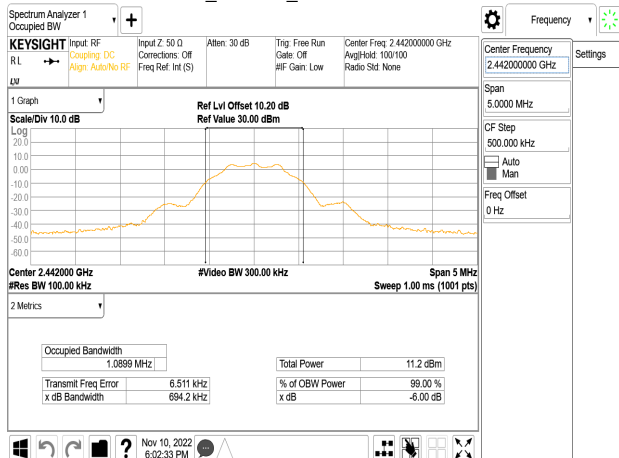 Spectrum Analyzer 1
Occupied BW
Frequency
KEYSIGHT
R L
Input: RF
Coupling: DC
Align: Auto/No RF
Input Z: 50 Ω
Corrections: Off
Freq Ref: Int (S)
Atten: 30 dB
Trig: Free Run
Gate: Off
#IF Gain: Low
Center Freq: 2.442000000 GHz
Avg|Hold: 100/100
Radio Std: None
Center Frequency
2.442000000 GHz
Settings
Span
5.0000 MHz
CF Step
500.000 kHz
Auto
Man
Freq Offset
0 Hz
1 Graph
Scale/Div 10.0 dB
Ref Lvl Offset 10.20 dB
Ref Value 30.00 dBm
Log
20.0
10.0
0.00
-10.0
-20.0
-30.0
-40.0
-50.0
-60.0
Center 2.442000 GHz
#Res BW 100.00 kHz
#Video BW 300.00 kHz
Span 5 MHz
Sweep 1.00 ms (1001 pts)
2 Metrics
Occupied Bandwidth
1.0899 MHz
Total Power 11.2 dBm
Transmit Freq Error 6.511 kHz
% of OBW Power 99.00 %
x dB Bandwidth 694.2 kHz
x dB -6.00 dB
Nov 10, 2022
6:02:33 PM